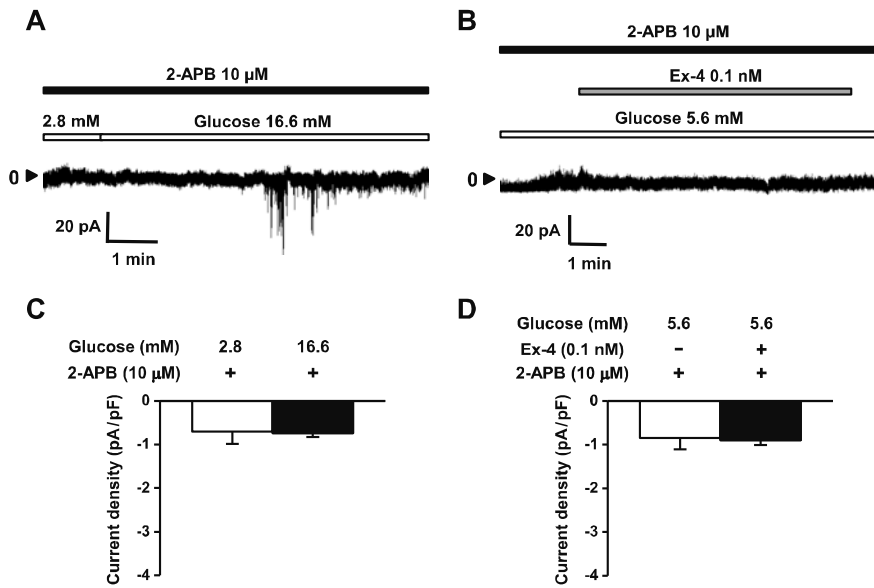 A
2-APB 10 μM
2.8 mM Glucose 16.6 mM
0
20 pA
1 min
B
2-APB 10 μM
Ex-4 0.1 nM
Glucose 5.6 mM
0
20 pA
1 min
C
Glucose (mM) 2.8 16.6
2-APB (10 μM) + +
0
-1
-2
-3
-4
Current density (pA/pF)
D
Glucose (mM) 5.6 5.6
Ex-4 (0.1 nM) - +
2-APB (10 μM) + +
0
-1
-2
-3
-4
Current density (pA/pF)